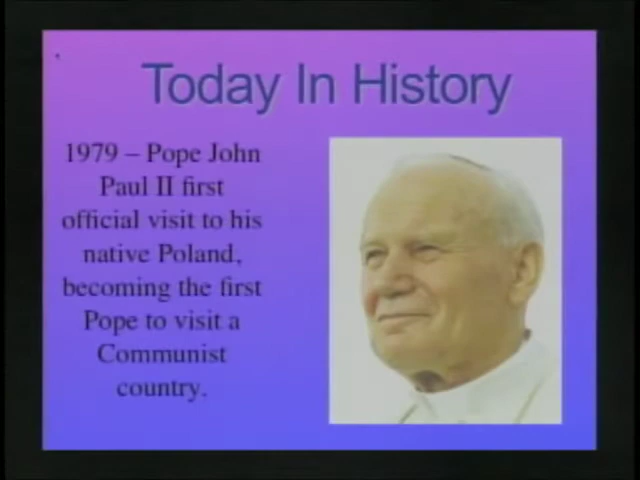 Today In History
1979 – Pope John
Paul II first
official visit to his
native Poland,
becoming the first
Pope to visit a
Communist
country.